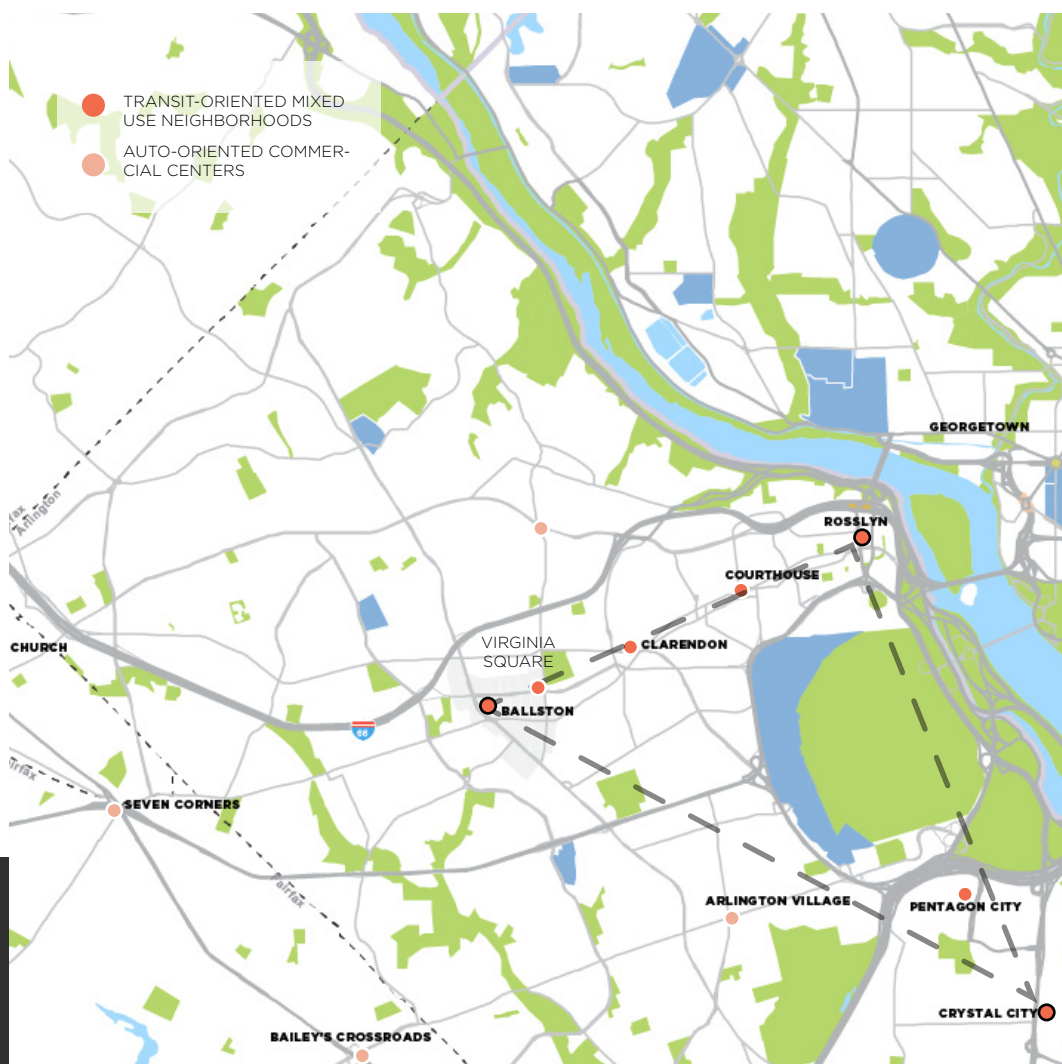 TRANSIT-ORIENTED MIXED
USE NEIGHBORHOODS
AUTO-ORIENTED COMMER-
CIAL CENTERS
GEORGETOWN
Arlington
ROSSLYN
COURTHOUSE
VIRGINIA
SQUARE
CLARENDON
CHURCH
BALLSTON
66
SEVEN CORNERS
Fairfax
ARLINGTON VILLAGE
PENTAGON CITY
CRYSTAL CITY
BAILEY'S CROSSROADS